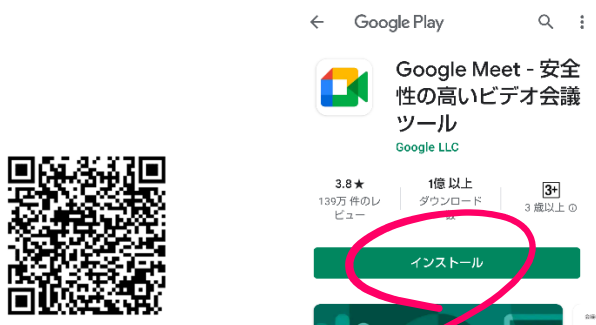 Google Play
Google Meet - 安全
性の高いビデオ会議
ツール
Google LLC
3.8★
139万 件のレ
ビュー
1億 以上
ダウンロード
数
3+
3 歳以上
インストール